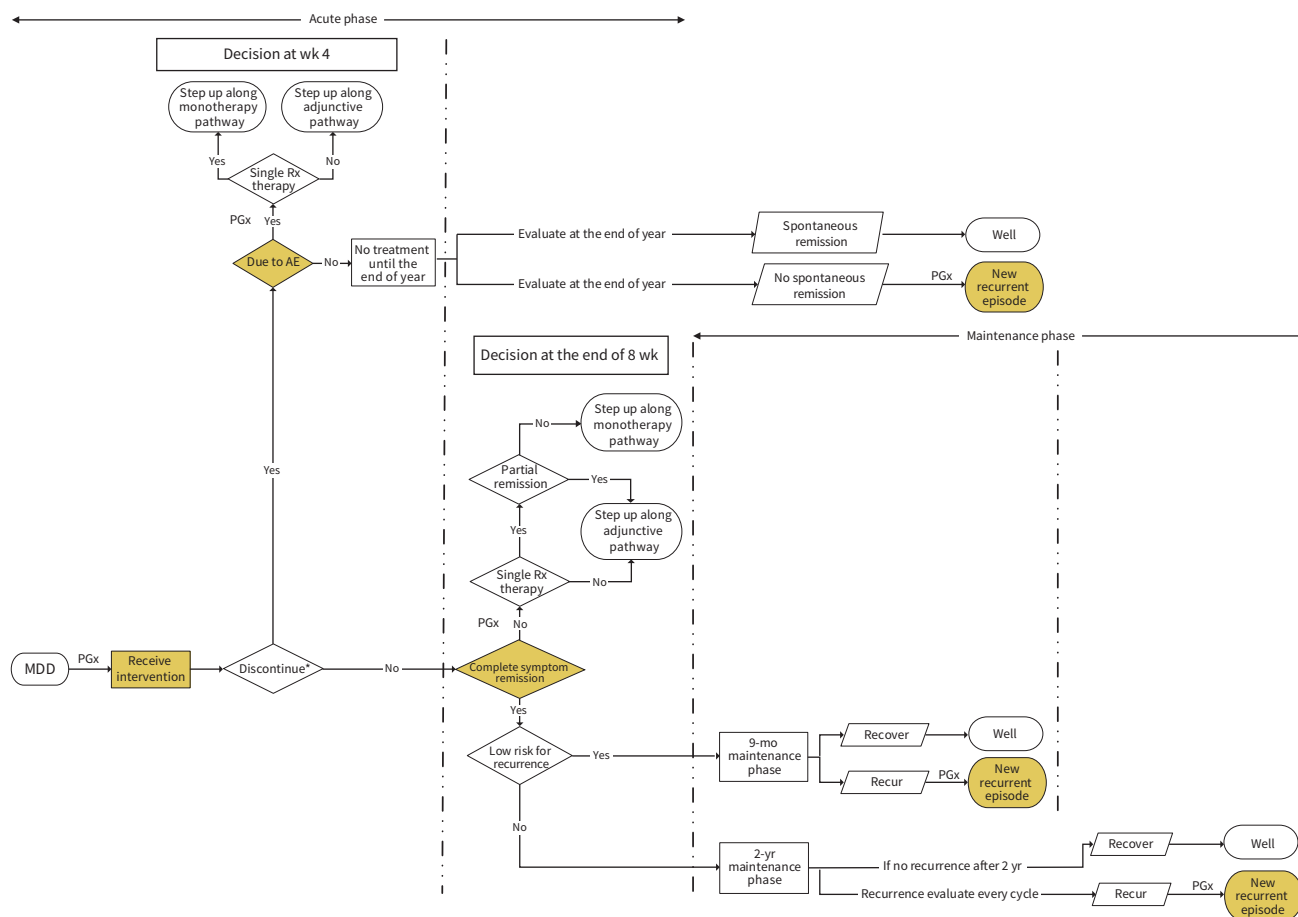 Acute phase
Decision at wk 4
Step up along
monotherapy
pathway
Step up along
adjunctive
pathway
Yes
No
Single Rx
therapy
PGx
Yes
Due to AE
No
No treatment
until the
end of year
Evaluate at the end of year
Spontaneous
remission
Well
Evaluate at the end of year
No spontaneous
remission
PGx
New
recurrent
episode
Maintenance phase
Decision at the end of 8 wk
Step up along
monotherapy
pathway
No
Partial
remission
Yes
Yes
Step up along
adjunctive
pathway
Yes
Single Rx
therapy
No
PGx
No
MDD
PGx
Receive
intervention
Discontinue*
No
Complete symptom
remission
Yes
Low risk for
recurrence
Yes
9-mo
maintenance
phase
Recover
Well
Recur
PGx
New
recurrent
episode
No
2-yr
maintenance
phase
If no recurrence after 2 yr
Recover
Well
Recurrence evaluate every cycle
Recur
PGx
New
recurrent
episode